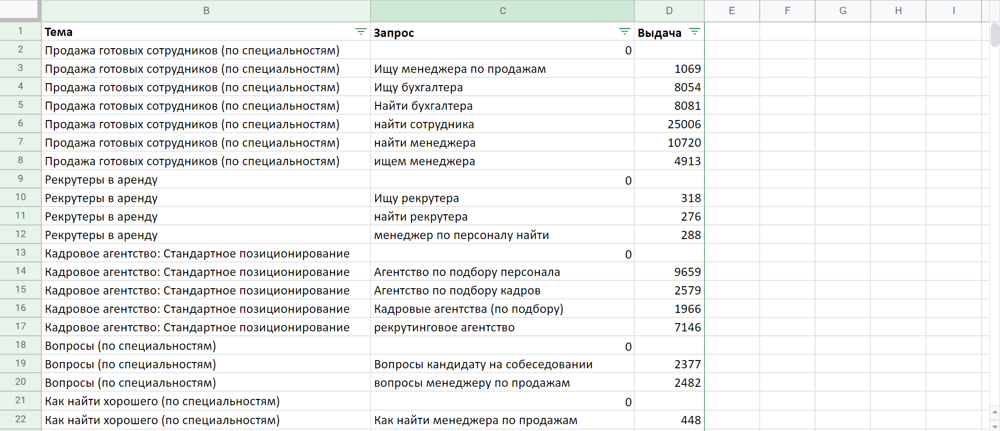 B C D E F G H I
1 Тема Запрос Выдача
2 Продажа готовых сотрудников (по специальностям) 0
3 Продажа готовых сотрудников (по специальностям) Ищу менеджера по продажам 1069
4 Продажа готовых сотрудников (по специальностям) Ищу бухгалтера 8054
5 Продажа готовых сотрудников (по специальностям) Найти бухгалтера 8081
6 Продажа готовых сотрудников (по специальностям) найти сотрудника 25006
7 Продажа готовых сотрудников (по специальностям) найти менеджера 10720
8 Продажа готовых сотрудников (по специальностям) ищем менеджера 4913
9 Рекрутеры в аренду 0
10 Рекрутеры в аренду Ищу рекрутера 318
11 Рекрутеры в аренду найти рекрутера 276
12 Рекрутеры в аренду менеджер по персоналу найти 288
13 Кадровое агентство: Стандартное позиционирование 0
14 Кадровое агентство: Стандартное позиционирование Агентство по подбору персонала 9659
15 Кадровое агентство: Стандартное позиционирование Агентство по подбору кадров 2579
16 Кадровое агентство: Стандартное позиционирование Кадровые агентства (по подбору) 1966
17 Кадровое агентство: Стандартное позиционирование рекрутинговое агентство 7146
18 Вопросы (по специальностям) 0
19 Вопросы (по специальностям) Вопросы кандидату на собеседовании 2377
20 Вопросы (по специальностям) вопросы менеджеру по продажам 2482
21 Как найти хорошего (по специальностям) 0
22 Как найти хорошего (по специальностям) Как найти менеджера по продажам 448